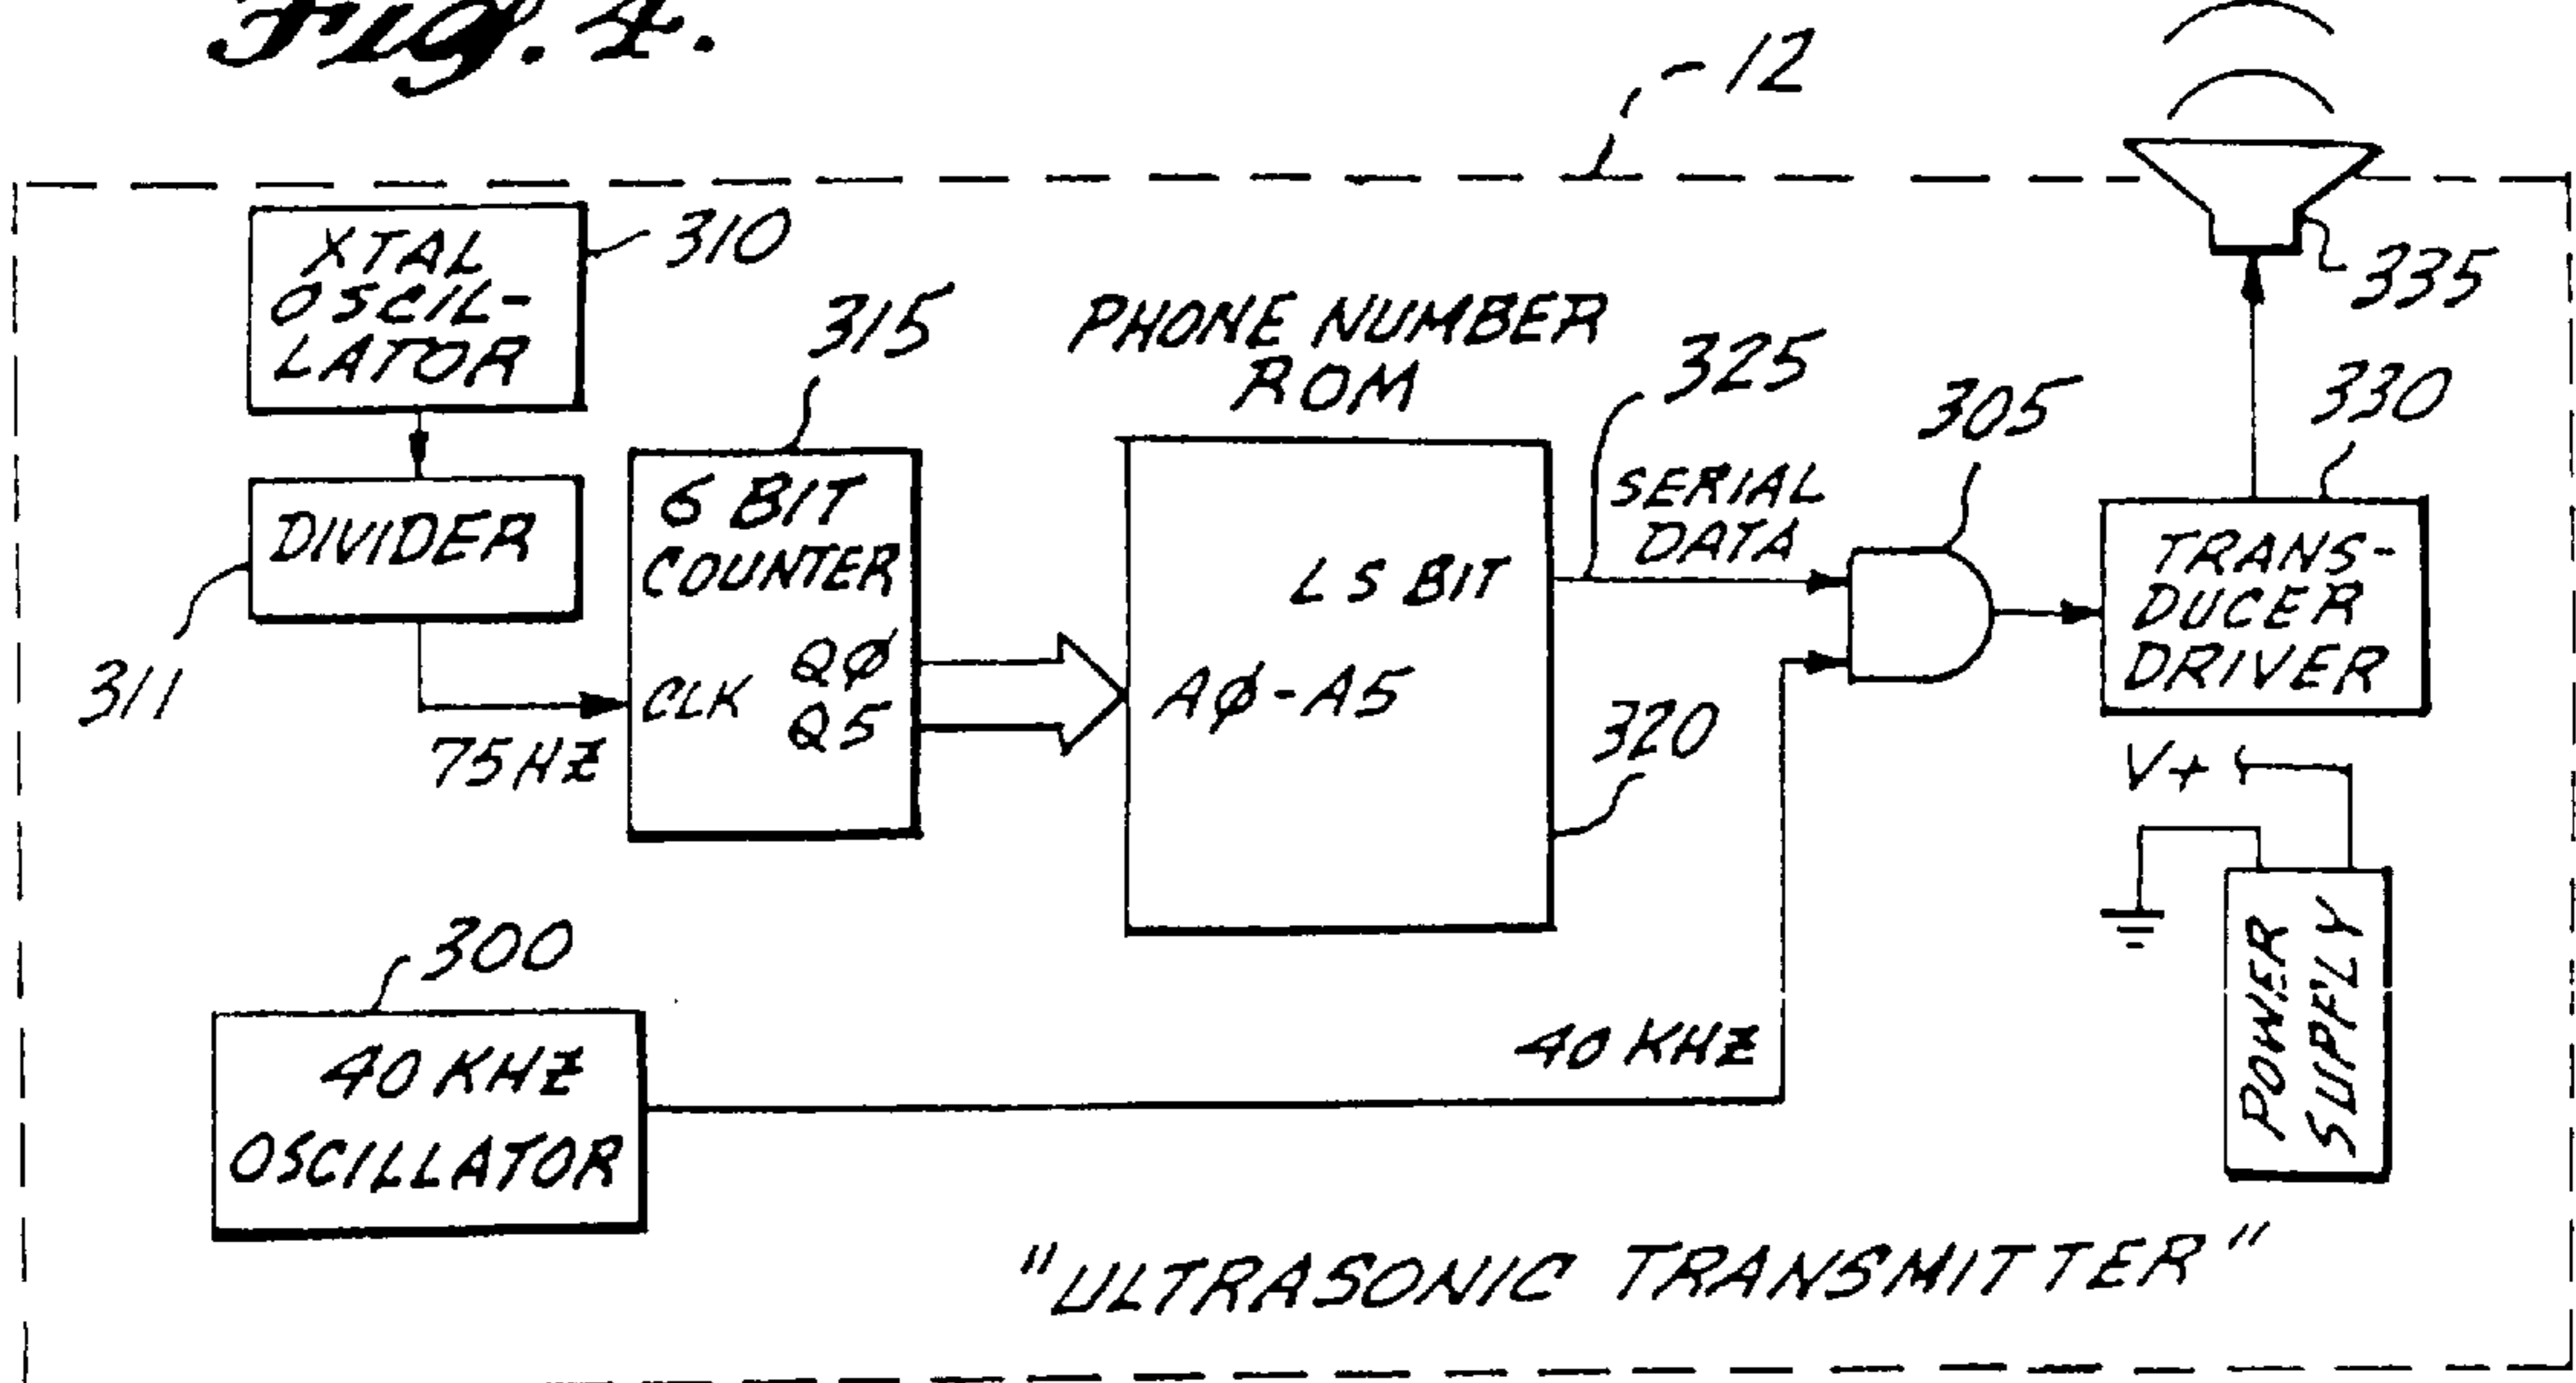 Fig. 4.
12
XTAL
OSCIL-
LATOR
310
335
315
PHONE NUMBER
ROM
325
305
330
DIVIDER
311
6 BIT
COUNTER
QØ
CLK
Q5
75HZ
LS BIT
AØ-A5
320
SERIAL
DATA
TRANS-
DUCER
DRIVER
V+
POWER
SUPPLY
300
40 KHZ
OSCILLATOR
40 KHZ
"ULTRASONIC TRANSMITTER"